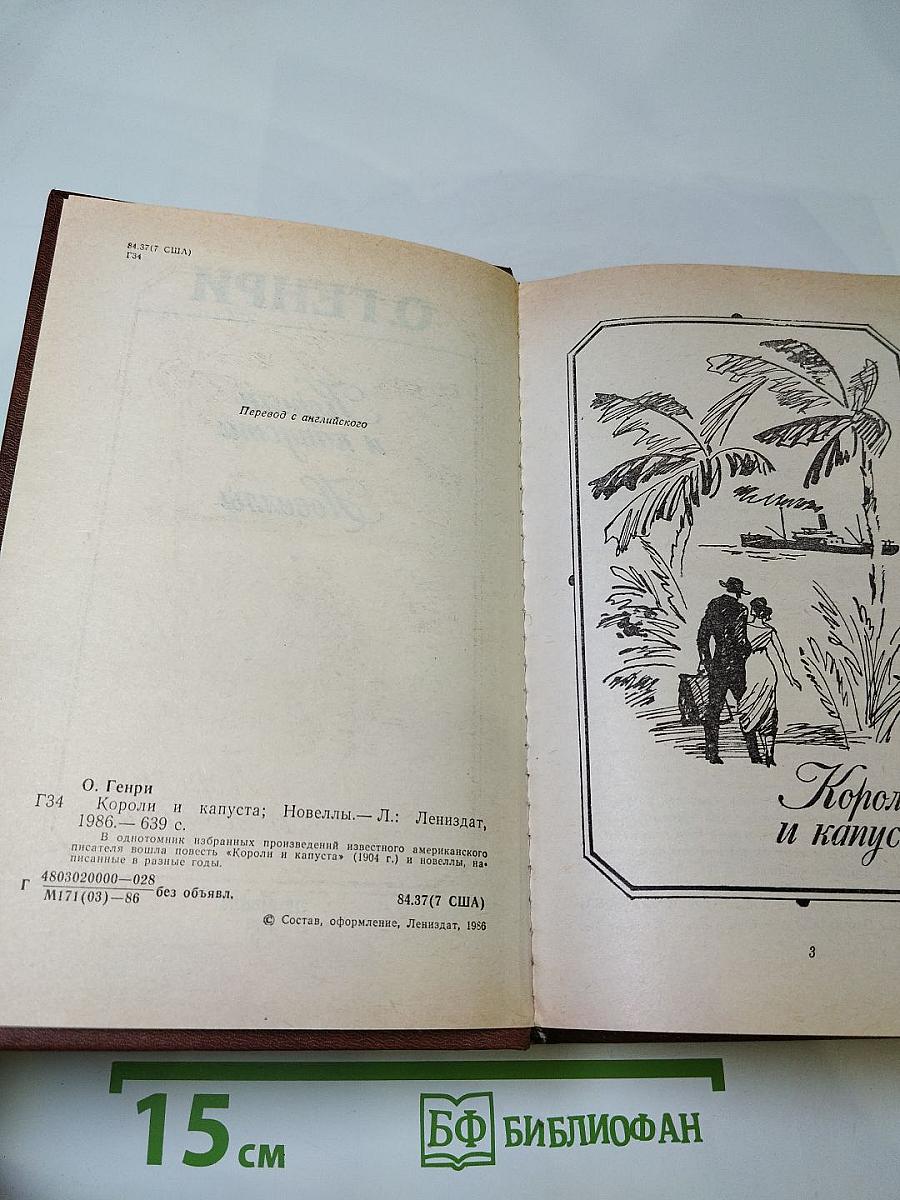 84.37(7 США)
Г34
Перевод с английского
О. Генри
Г34 Короли и капуста; Новеллы.— Л.: Лениздат,
1986.— 639 с.
В однотомник избранных произведений известного американского
писателя вошла повесть «Короли и капуста» (1904 г.) и новеллы, на-
писанные в разные годы.
Г 4803020000—028 без объявл.
М171(03)—86
84.37(7 США)
© Состав, оформление, Лениздат, 1986
Корол
и капус
3
15 см
БФ БИБЛИОФАН